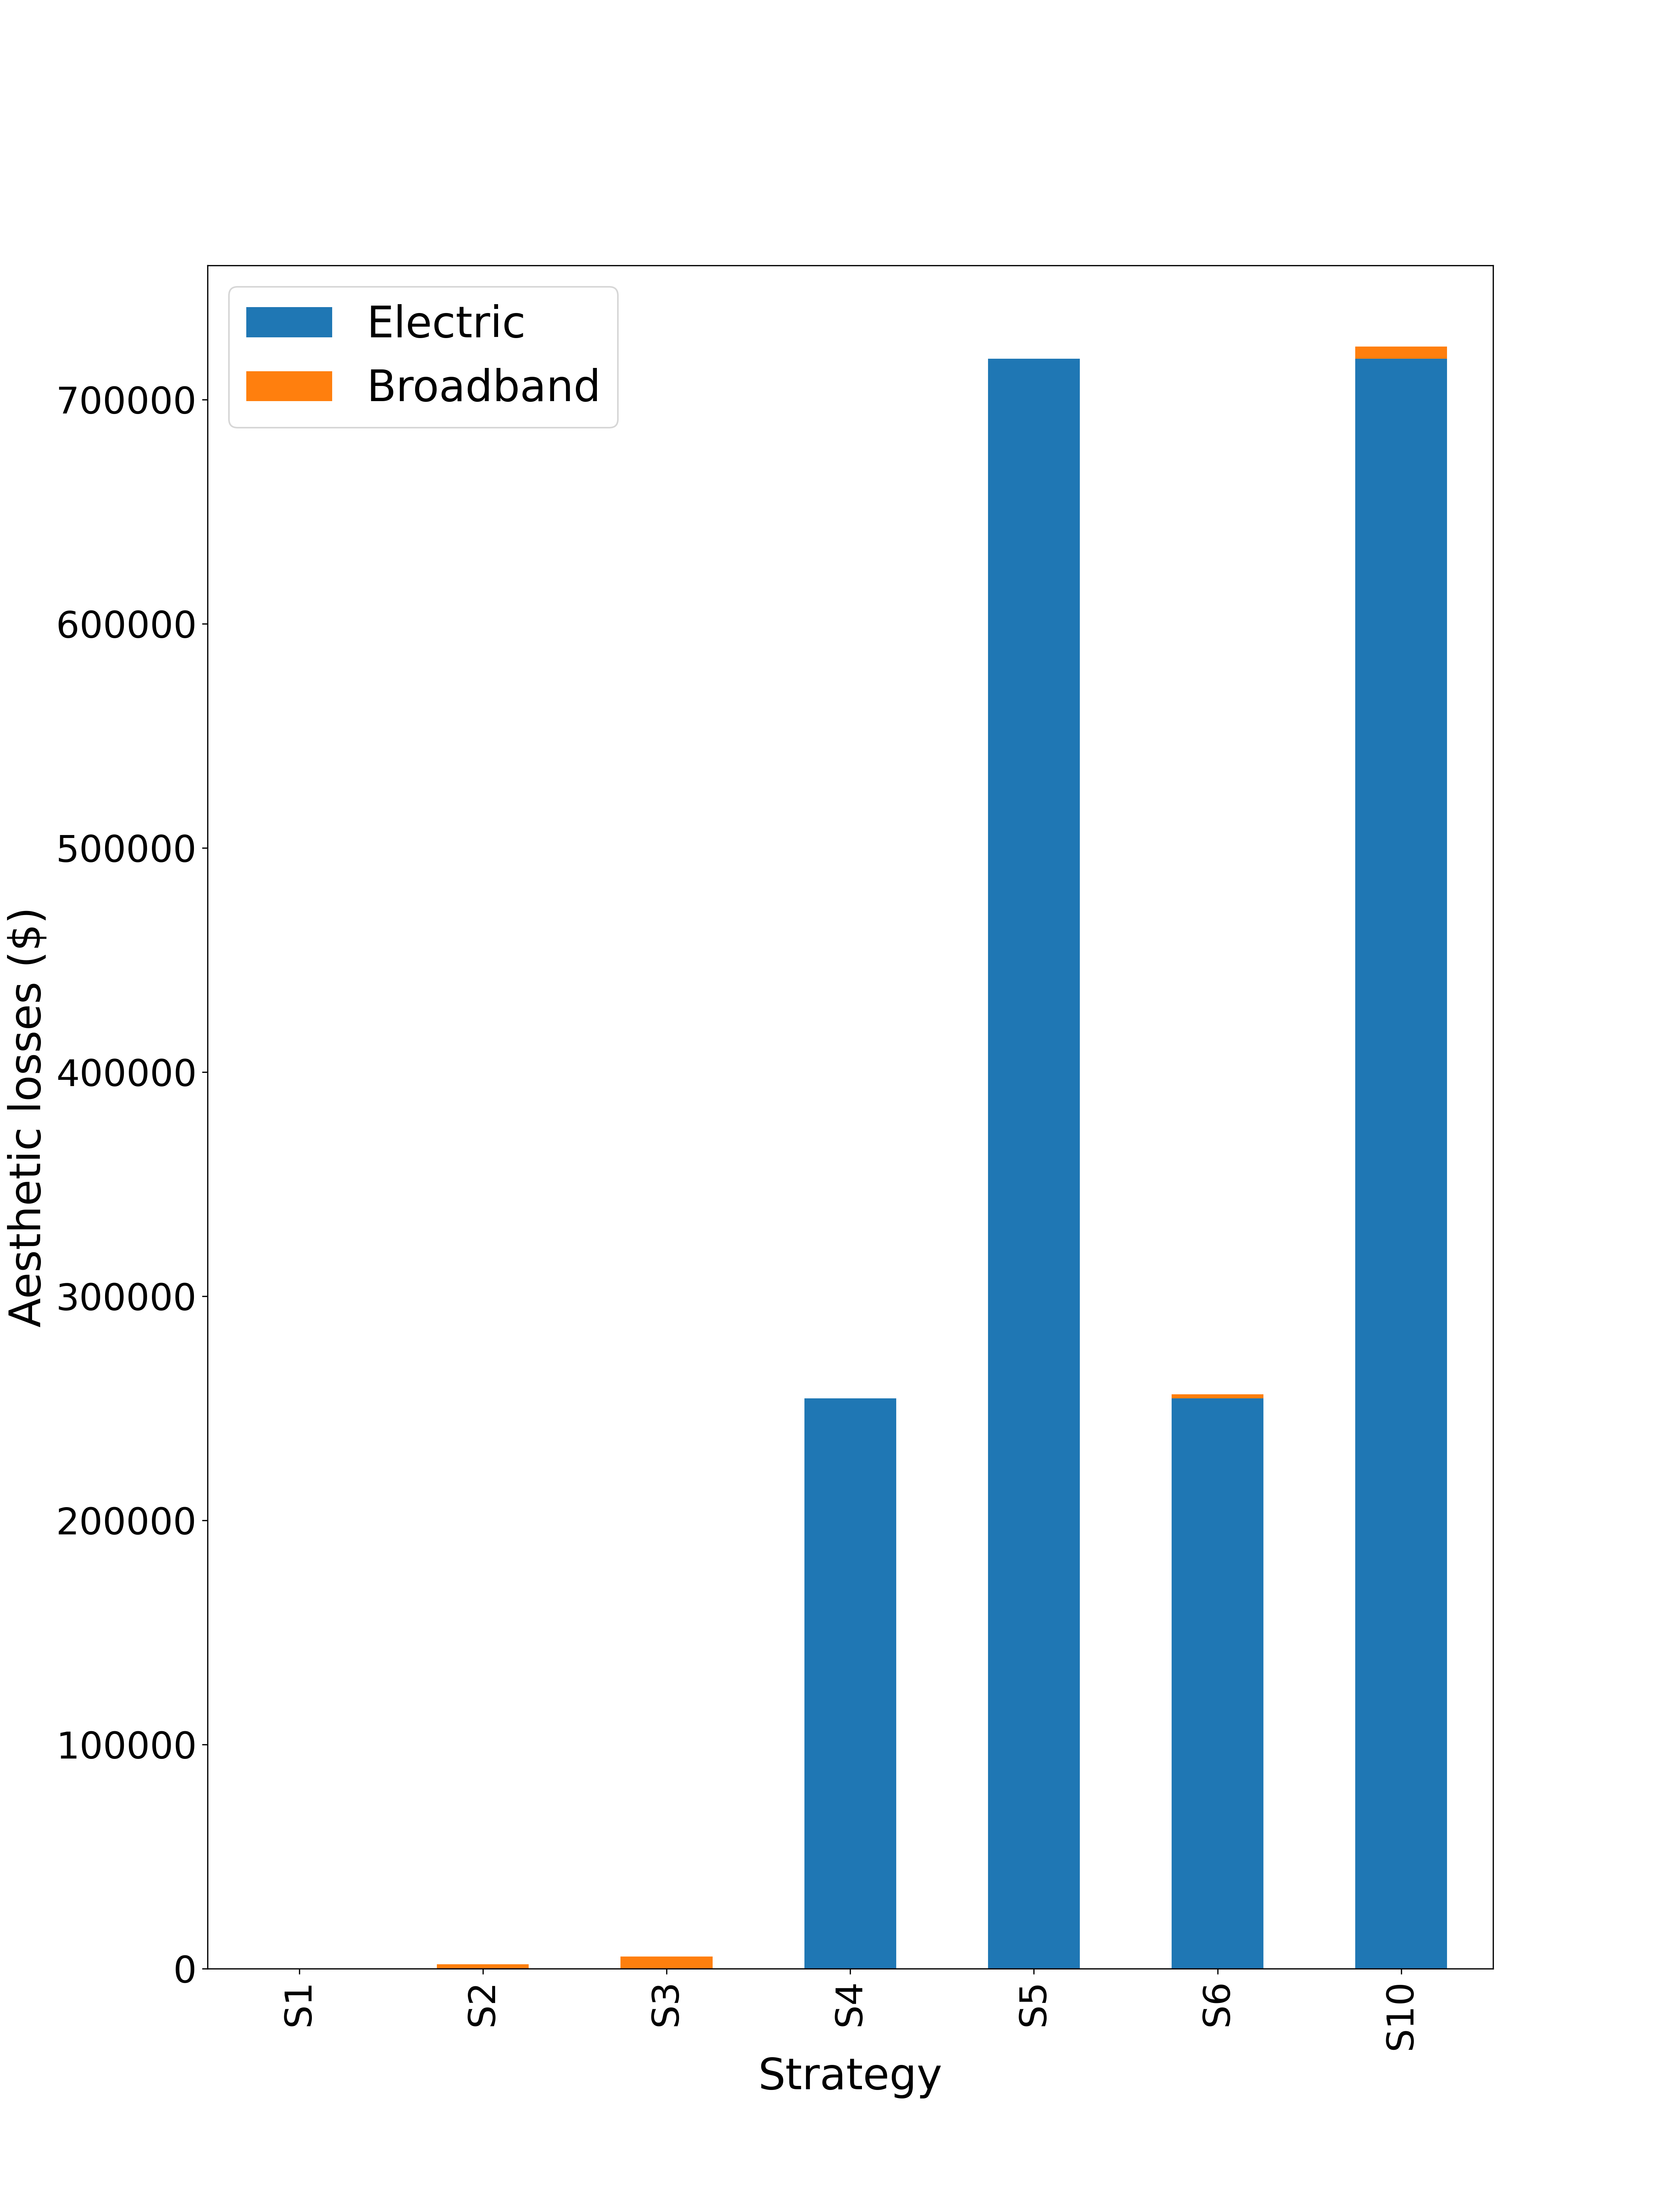 Electric
Broadband
Aesthetic losses ($)
700000
600000
500000
400000
300000
200000
100000
0
S1
S2
S3
S4
S5
S6
S10
Strategy